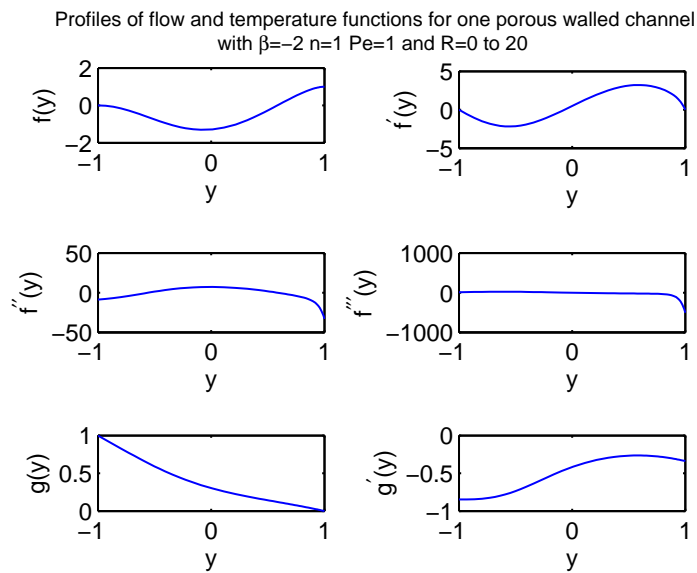 Profiles of flow and temperature functions for one porous walled channel
with β=−2 n=1 Pe=1 and R=0 to 20
f(y)
2
0
−2
−1 0 1
y
f′(y)
5
0
−5
−1 0 1
y
f′′(y)
50
0
−50
−1 0 1
y
f′′′(y)
1000
0
−1000
−1 0 1
y
g(y)
1
0.5
0
−1 0 1
y
g′(y)
0
−0.5
−1
−1 0 1
y